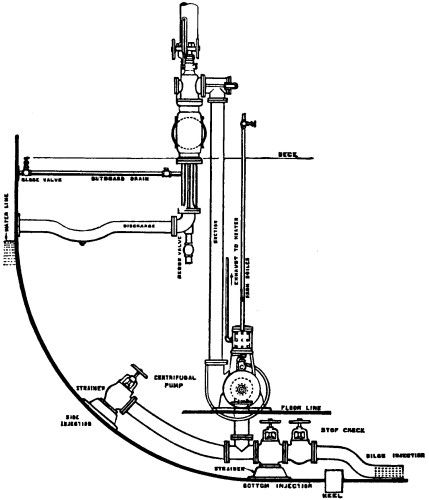 DECK
GLOBE VALVE
OUTBOARD DRAIN
WATER LINE
DISCHARGE
GLOBE VALVE
SUCTION
EXHAUST TO HEATER
FROM BOILER
STRAINER
CENTRIFUGAL
PUMP
SIDE
INJECTION
FLOOR LINE
STOP CHECK
BILGE INJECTION
STRAINER
BOTTOM INJECTION
KEEL